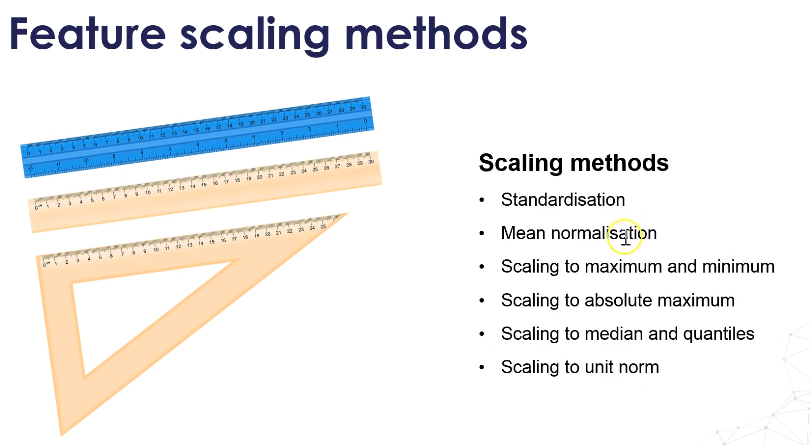 Feature scaling methods
Scaling methods
• Standardisation
• Mean normalisation
• Scaling to maximum and minimum
• Scaling to absolute maximum
• Scaling to median and quantiles
• Scaling to unit norm